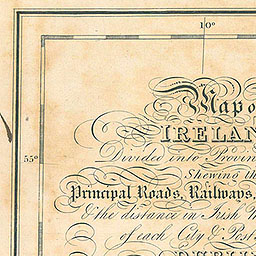 10°
Map o
IRELAN
Divided into Provin
55°
Shewing th
Principal Roads, Railways,
& the distance in Irish M
of each City & Post
DUBLI